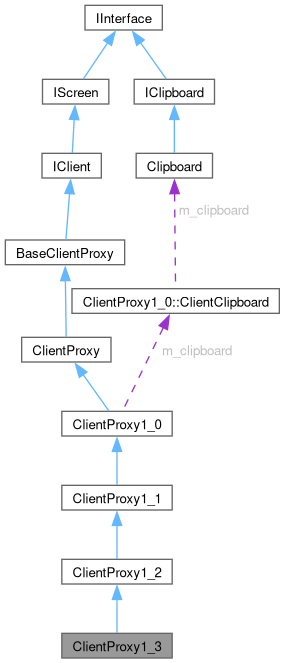 IInterface
IScreen
IClipboard
IClient
Clipboard
m_clipboard
BaseClientProxy
ClientProxy1_0::ClientClipboard
ClientProxy
m_clipboard
ClientProxy1_0
ClientProxy1_1
ClientProxy1_2
ClientProxy1_3